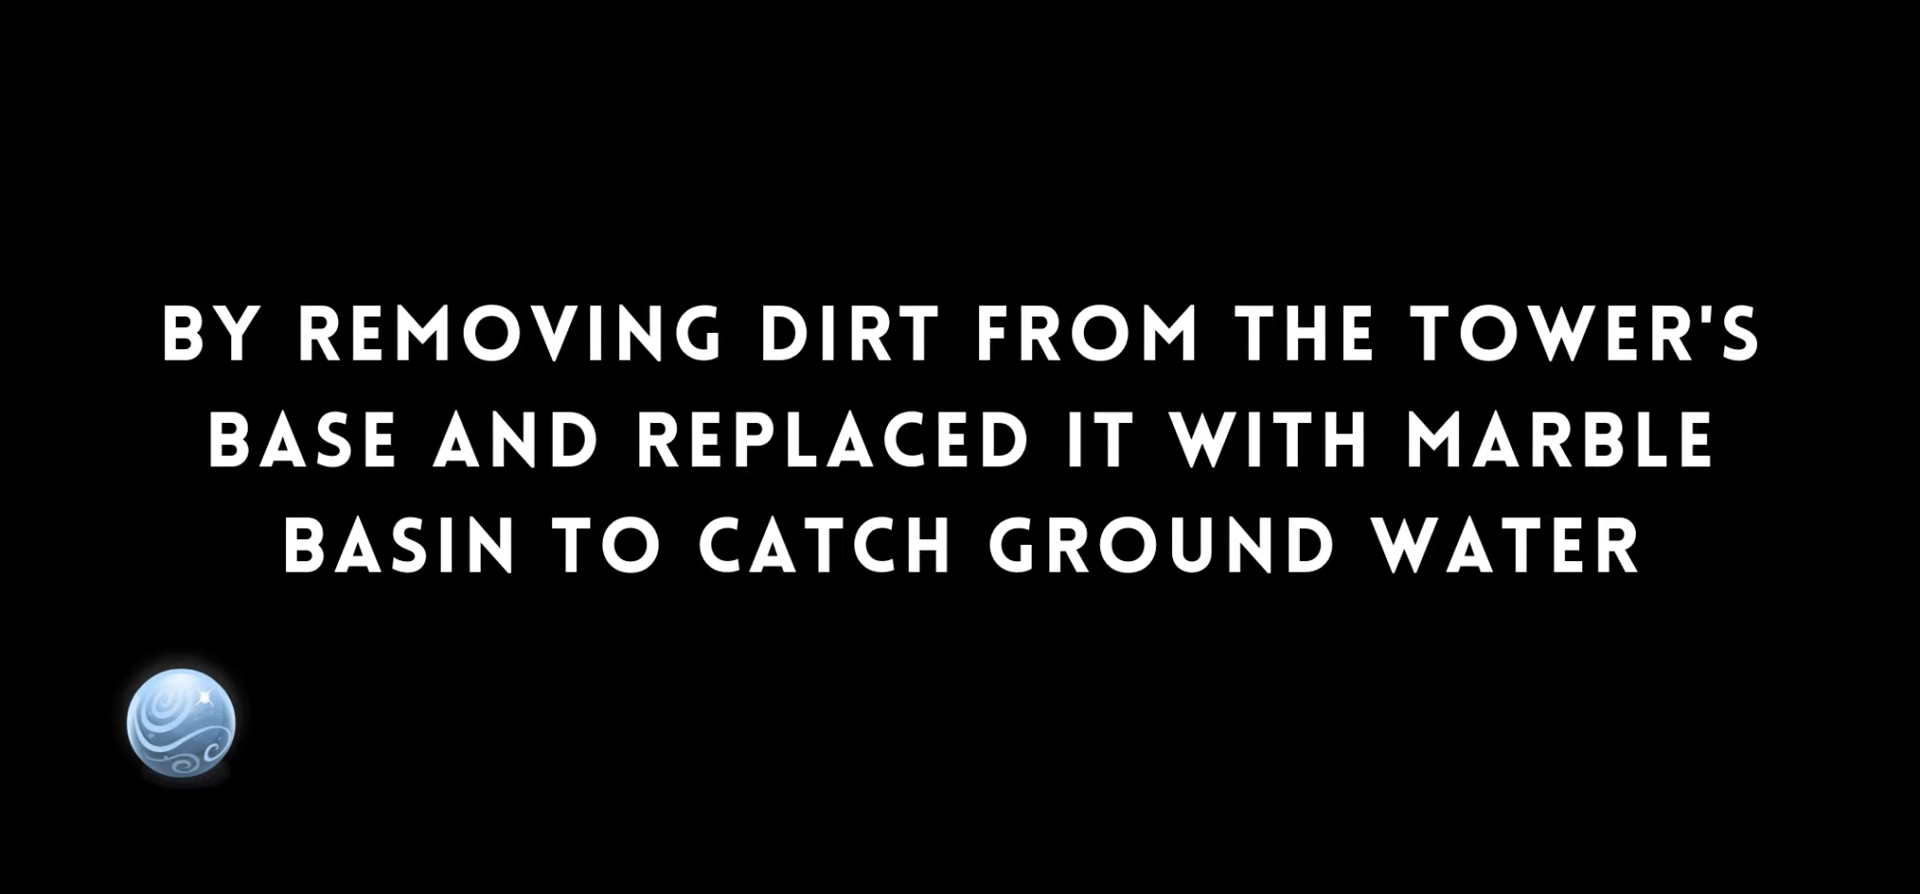 BY REMOVING DIRT FROM THE TOWER'S
BASE AND REPLACED IT WITH MARBLE
BASIN TO CATCH GROUND WATER